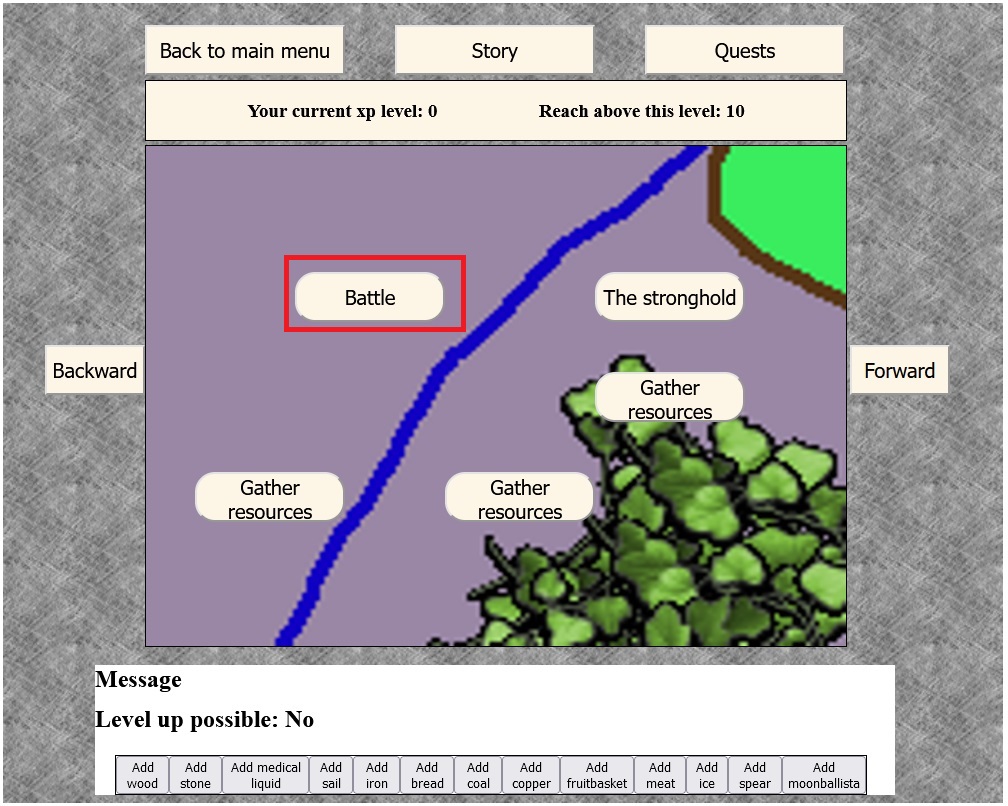 Back to main menu
Story
Quests
Your current xp level: 0
Reach above this level: 10
Battle
The stronghold
Backward
Forward
Gather
resources
Gather
resources
Gather
resources
Message
Level up possible: No
Add
wood
Add
stone
Add medical
liquid
Add
sail
Add
iron
Add
bread
Add
coal
Add
copper
Add
fruitbasket
Add
meat
Add
ice
Add
spear
Add
moonballista